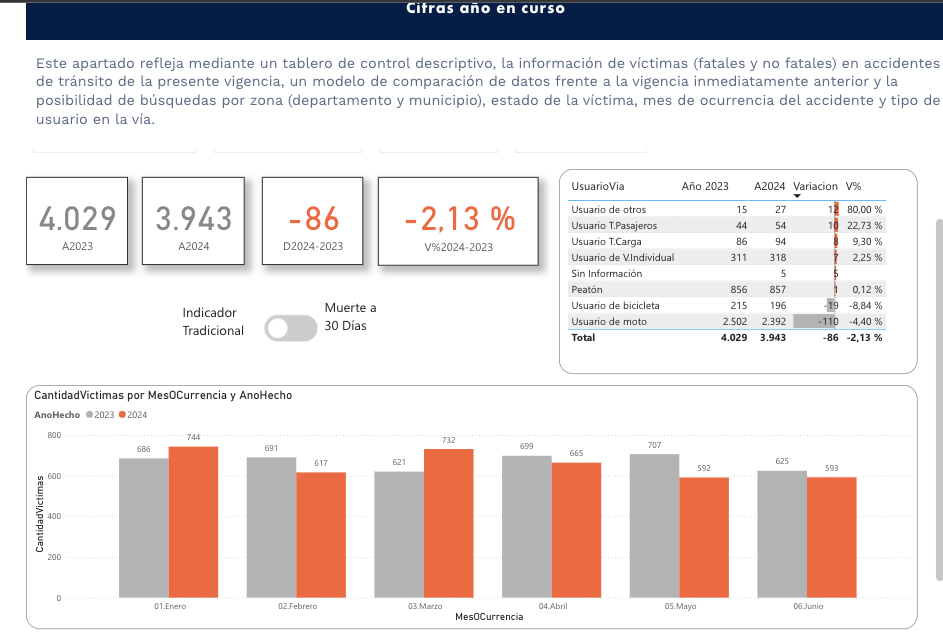 Cifras año en curso
Este apartado refleja mediante un tablero de control descriptivo, la información de víctimas (fatales y no fatales) en accidentes
de tránsito de la presente vigencia, un modelo de comparación de datos frente a la vigencia inmediatamente anterior y la
posibilidad de búsquedas por zona (departamento y municipio), estado de la víctima, mes de ocurrencia del accidente y tipo de
usuario en la vía.
4.029
A2023
3.943
A2024
-86
D2024-2023
-2,13 %
V%2024-2023
Indicador
Tradicional
Muerte a
30 Días
UsuarioVia Año 2023 A2024 Variacion V%
Usuario de otros 15 27 12 80,00 %
Usuario T.Pasajeros 44 54 10 22,73 %
Usuario T.Carga 86 94 8 9,30 %
Usuario de V.Individual 311 318 7 2,25 %
Sin Información 5 5
Peatón 856 857 1 0,12 %
Usuario de bicicleta 215 196 -19 -8,84 %
Usuario de moto 2.502 2.392 -110 -4,40 %
Total 4.029 3.943 -86 -2,13 %
CantidadVictimas por MesOCurrencia y AnoHecho
AnoHecho 2023 2024
CantidadVictimas
800
600
400
200
0
686 744 691 617 621 732 699 665 707 592 625 593
01.Enero 02.Febrero 03.Marzo 04.Abril 05.Mayo 06.Junio
MesOCurrencia